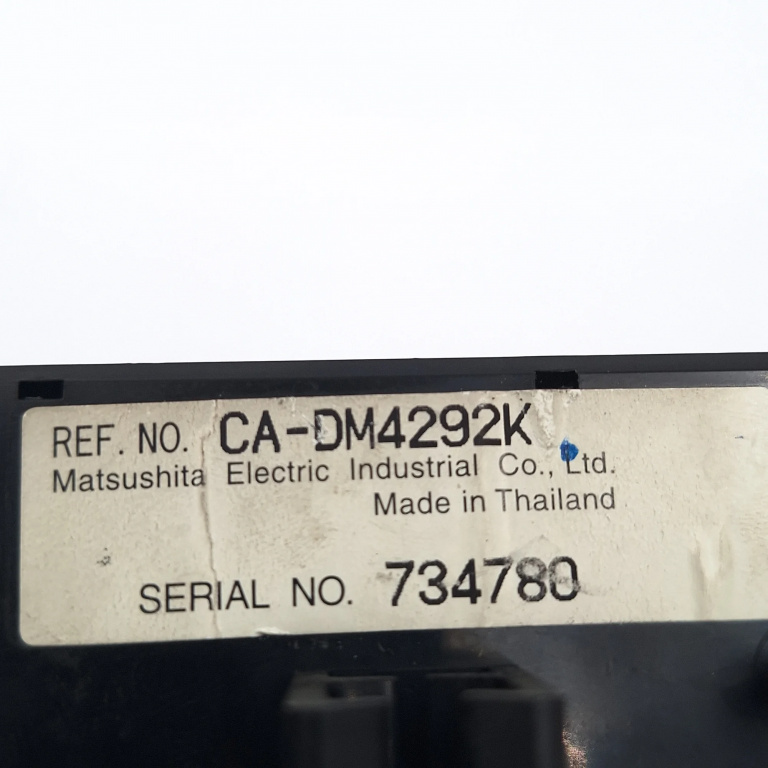 REF. NO. CA-DM4292K
Matsushita Electric Industrial Co., Ltd.
Made in Thailand
SERIAL NO. 734780